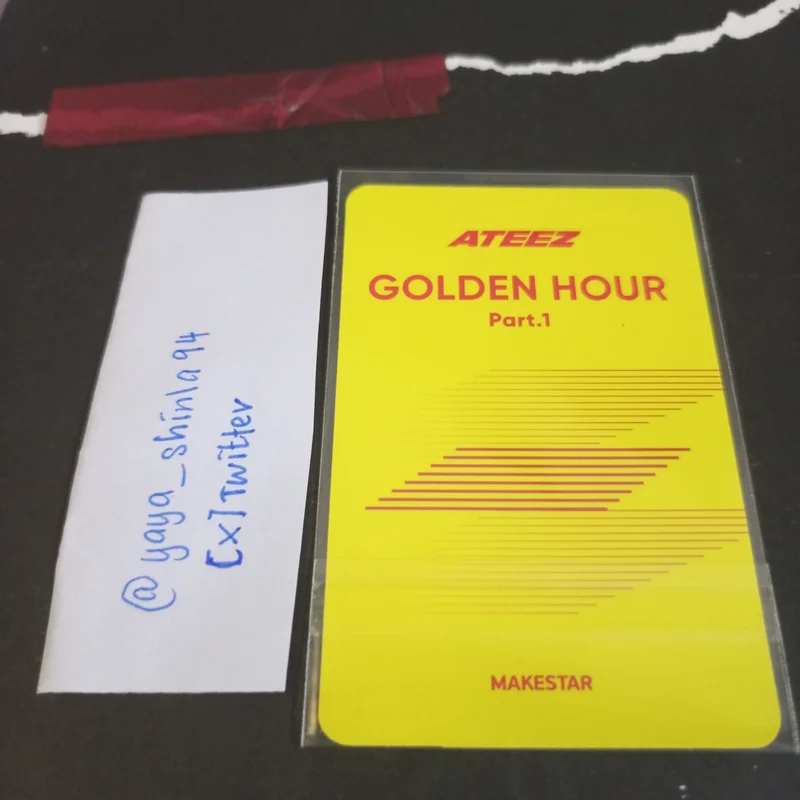 @yaya_shinla94
[X] Twitter
ATEEZ
GOLDEN HOUR
Part.1
MAKESTAR